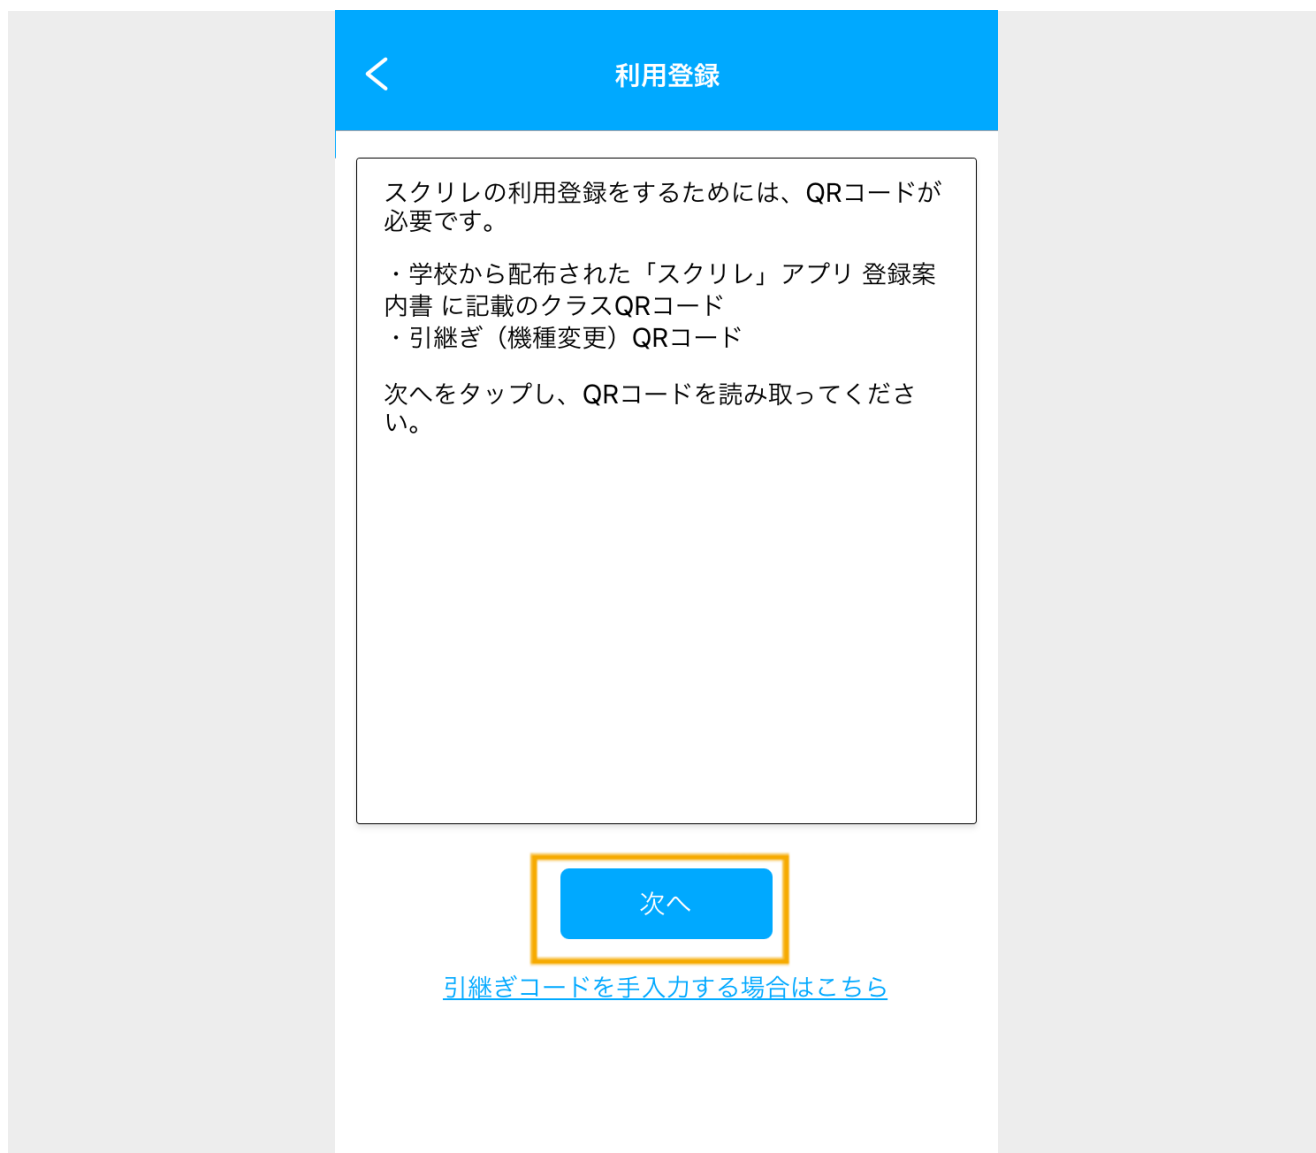 利用登録
スクリレの利用登録をするためには、QRコードが
必要です。
・学校から配布された「スクリレ」アプリ 登録案
内書 に記載のクラスQRコード
・引継ぎ（機種変更）QRコード
次へをタップし、QRコードを読み取ってくださ
い。
次へ
引継ぎコードを手入力する場合はこちら